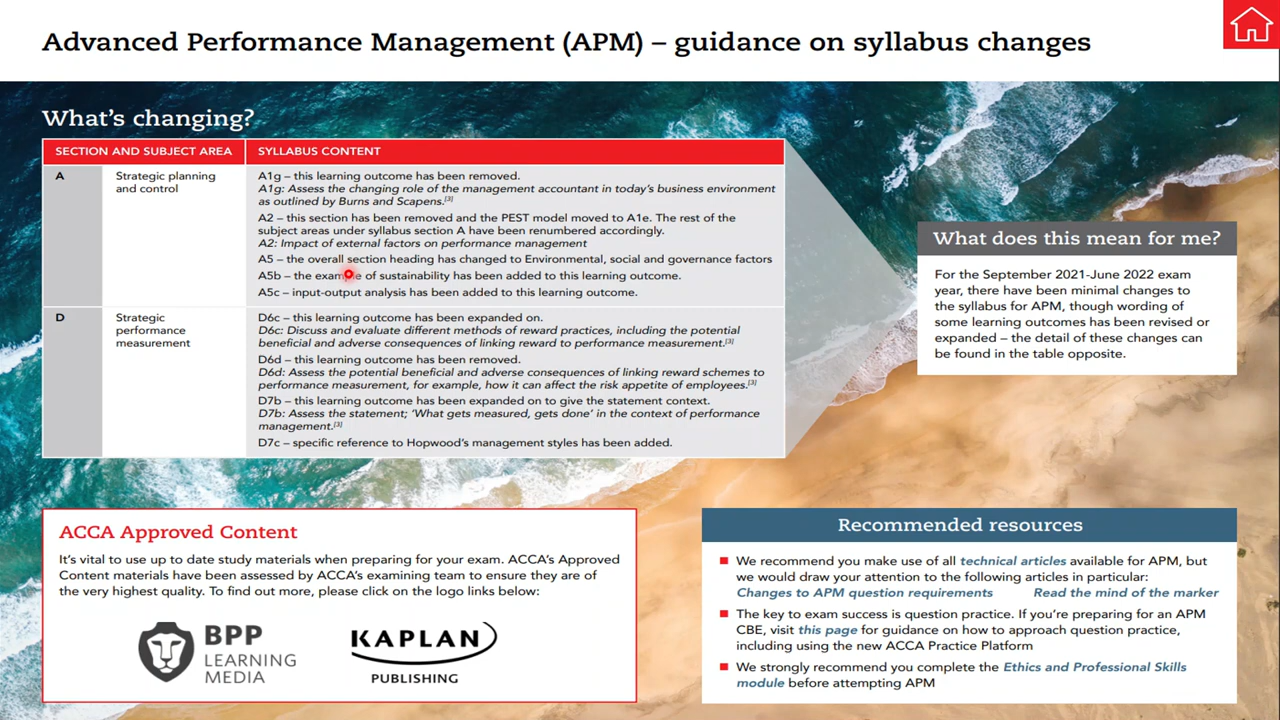 Advanced Performance Management (APM) – guidance on syllabus changes
What's changing?
SECTION AND SUBJECT AREA
SYLLABUS CONTENT
A
Strategic planning
and control
A1g – this learning outcome has been removed.
A1g: Assess the changing role of the management accountant in today's business environment
as outlined by Burns and Scapens.[3]
A2 – this section has been removed and the PEST model moved to A1e. The rest of the
subject areas under syllabus section A have been renumbered accordingly.
A2: Impact of external factors on performance management
A5 – the overall section heading has changed to Environmental, social and governance factors
A5b – the example of sustainability has been added to this learning outcome.
A5c – input-output analysis has been added to this learning outcome.
D
Strategic
performance
measurement
D6c – this learning outcome has been expanded on.
D6c: Discuss and evaluate different methods of reward practices, including the potential
beneficial and adverse consequences of linking reward to performance measurement.[3]
D6d – this learning outcome has been removed.
D6d: Assess the potential beneficial and adverse consequences of linking reward schemes to
performance measurement, for example, how it can affect the risk appetite of employees.[3]
D7b – this learning outcome has been expanded on to give the statement context.
D7b: Assess the statement; 'What gets measured, gets done' in the context of performance
management.[3]
D7c – specific reference to Hopwood's management styles has been added.
What does this mean for me?
For the September 2021-June 2022 exam
year, there have been minimal changes to
the syllabus for APM, though wording of
some learning outcomes has been revised or
expanded – the detail of these changes can
be found in the table opposite.
ACCA Approved Content
It's vital to use up to date study materials when preparing for your exam. ACCA's Approved
Content materials have been assessed by ACCA's examining team to ensure they are of
the very highest quality. To find out more, please click on the logo links below:
BPP
LEARNING
MEDIA
KAPLAN
PUBLISHING
Recommended resources
We recommend you make use of all technical articles available for APM, but
we would draw your attention to the following articles in particular:
Changes to APM question requirements Read the mind of the marker
The key to exam success is question practice. If you're preparing for an APM
CBE, visit this page for guidance on how to approach question practice,
including using the new ACCA Practice Platform
We strongly recommend you complete the Ethics and Professional Skills
module before attempting APM